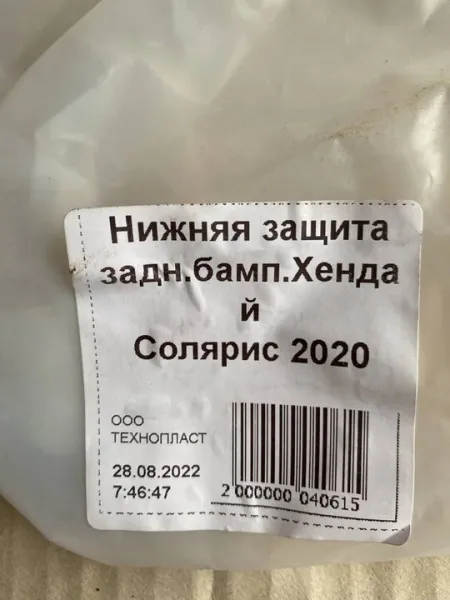 Нижняя защита
задн.бамп.Хенда
й
Солярис 2020
ООО
ТЕХНОПЛАСТ
28.08.2022
7:46:47
2 000000 040615